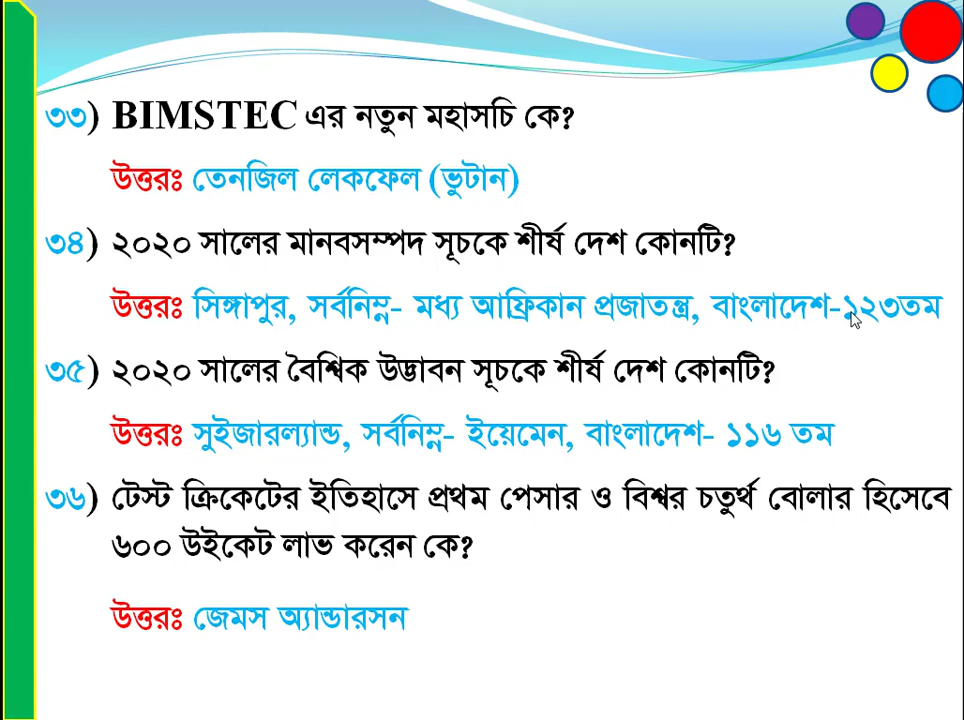 ৩৩) BIMSTEC এর নতুন মহাসচি কে?
উত্তরঃ তেনজিল লেকফেল (ভুটান)
৩৪) ২০২০ সালের মানবসম্পদ সূচকে শীর্ষ দেশ কোনটি?
উত্তরঃ সিঙ্গাপুর, সর্বনিম্ন- মধ্য আফ্রিকান প্রজাতন্ত্র, বাংলাদেশ-১২৩তম
৩৫) ২০২০ সালের বৈশ্বিক উদ্ভাবন সূচকে শীর্ষ দেশ কোনটি?
উত্তরঃ সুইজারল্যান্ড, সর্বনিম্ন- ইয়েমেন, বাংলাদেশ- ১১৬ তম
৩৬) টেস্ট ক্রিকেটের ইতিহাসে প্রথম পেসার ও বিশ্বর চতুর্থ বোলার হিসেবে
৬০০ উইকেট লাভ করেন কে?
উত্তরঃ জেমস অ্যান্ডারসন